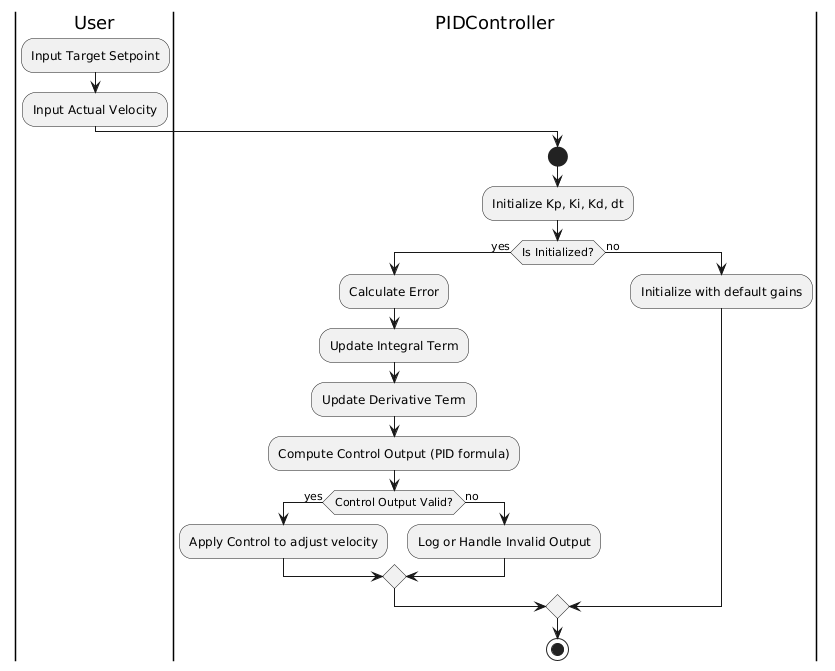 User
PIDController
Input Target Setpoint
Input Actual Velocity
Initialize Kp, Ki, Kd, dt
yes
Is Initialized?
no
Calculate Error
Initialize with default gains
Update Integral Term
Update Derivative Term
Compute Control Output (PID formula)
yes
Control Output Valid?
no
Apply Control to adjust velocity
Log or Handle Invalid Output